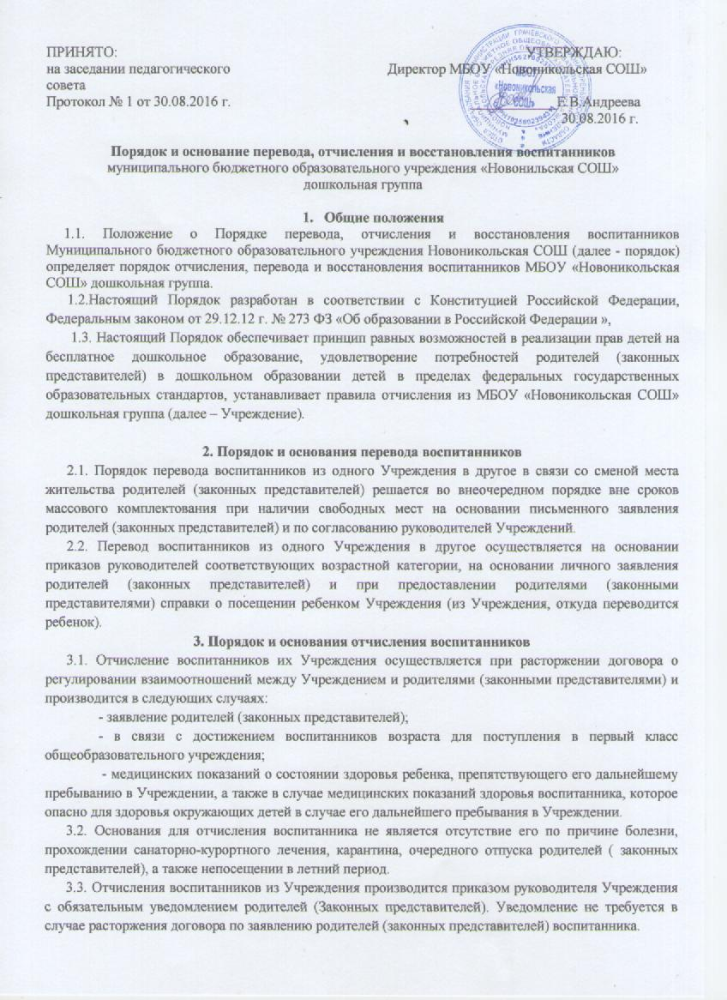 ПРИНЯТО:
на заседании педагогического
совета
Протокол № 1 от 30.08.2016 г.
УТВЕРЖДАЮ:
Директор МБОУ «Новоникольская СОШ»
Е.В.Андреева
30.08.2016 г.
МБОУ
«Новоникольская
СОШ»
Порядок и основание перевода, отчисления и восстановления воспитанников
муниципального бюджетного образовательного учреждения «Новонильская СОШ»
дошкольная группа
1. Общие положения
1.1. Положение о Порядке перевода, отчисления и восстановления воспитанников
Муниципального бюджетного образовательного учреждения Новоникольская СОШ (далее - порядок)
определяет порядок отчисления, перевода и восстановления воспитанников МБОУ «Новоникольская
СОШ» дошкольная группа.
1.2.Настоящий Порядок разработан в соответствии с Конституцией Российской Федерации,
Федеральным законом от 29.12.12 г. № 273 ФЗ «Об образовании в Российской Федерации »,
1.3. Настоящий Порядок обеспечивает принцип равных возможностей в реализации прав детей на
бесплатное дошкольное образование, удовлетворение потребностей родителей (законных
представителей) в дошкольном образовании детей в пределах федеральных государственных
образовательных стандартов, устанавливает правила отчисления из МБОУ «Новоникольская СОШ»
дошкольная группа (далее – Учреждение).
2. Порядок и основания перевода воспитанников
2.1. Порядок перевода воспитанников из одного Учреждения в другое в связи со сменой места
жительства родителей (законных представителей) решается во внеочередном порядке вне сроков
массового комплектования при наличии свободных мест на основании письменного заявления
родителей (законных представителей) и по согласованию руководителей Учреждений.
2.2. Перевод воспитанников из одного Учреждения в другое осуществляется на основании
приказов руководителей соответствующих возрастной категории, на основании личного заявления
родителей (законных представителей) и при предоставлении родителями (законными
представителями) справки о посещении ребенком Учреждения (из Учреждения, откуда переводится
ребенок).
3. Порядок и основания отчисления воспитанников
3.1. Отчисление воспитанников их Учреждения осуществляется при расторжении договора о
регулировании взаимоотношений между Учреждением и родителями (законными представителями) и
производится в следующих случаях:
- заявление родителей (законных представителей);
- в связи с достижением воспитанников возраста для поступления в первый класс
общеобразовательного учреждения;
- медицинских показаний о состоянии здоровья ребенка, препятствующего его дальнейшему
пребыванию в Учреждении, а также в случае медицинских показаний здоровья воспитанника, которое
опасно для здоровья окружающих детей в случае его дальнейшего пребывания в Учреждении.
3.2. Основания для отчисления воспитанника не является отсутствие его по причине болезни,
прохождении санаторно-курортного лечения, карантина, очередного отпуска родителей ( законных
представителей), а также непосещении в летний период.
3.3. Отчисления воспитанников из Учреждения производится приказом руководителя Учреждения
с обязательным уведомлением родителей (Законных представителей). Уведомление не требуется в
случае расторжения договора по заявлению родителей (законных представителей) воспитанника.